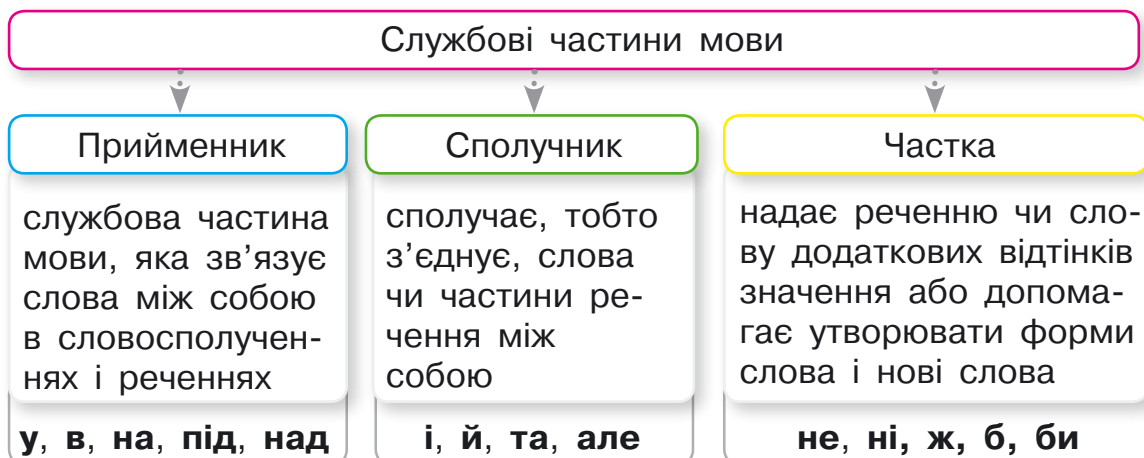 Службові частини мови
Прийменник
службова частина
мови, яка зв’язує
слова між собою
в словосполучен-
нях і реченнях
у, в, на, під, над
Сполучник
сполучає, тобто
з’єднує, слова
чи частини ре-
чення між
собою
і, й, та, але
Частка
надає реченню чи сло-
ву додаткових відтінків
значення або допома-
гає утворювати форми
слова і нові слова
не, ні, ж, б, би